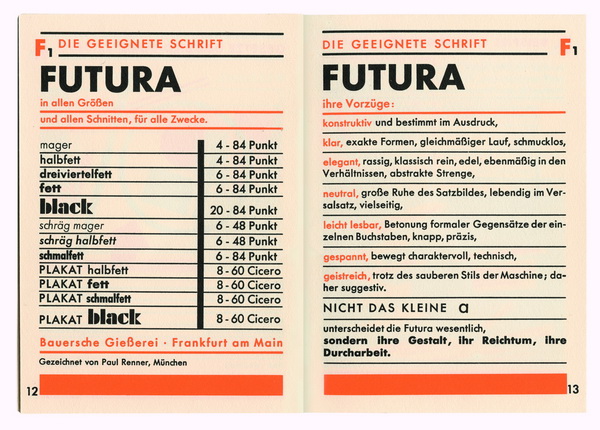 F1 DIE GEEIGNETE SCHRIFT
FUTURA
in allen Größen
und allen Schnitten, für alle Zwecke.
mager 4 - 84 Punkt
halbfett 4 - 84 Punkt
dreiviertelfett 6 - 84 Punkt
fett 6 - 84 Punkt
black 20 - 84 Punkt
schräg mager 6 - 48 Punkt
schräg halbfett 6 - 48 Punkt
schmalfett 6 - 84 Punkt
PLAKAT halbfett 8 - 60 Cicero
PLAKAT fett 8 - 60 Cicero
PLAKAT schmalfett 8 - 60 Cicero
PLAKAT black 8 - 60 Cicero
Bauersche Gießerei · Frankfurt am Main
Gezeichnet von Paul Renner, München
12
DIE GEEIGNETE SCHRIFT F1
FUTURA
ihre Vorzüge:
konstruktiv und bestimmt im Ausdruck,
klar, exakte Formen, gleichmäßiger Lauf, schmucklos,
elegant, rassig, klassisch rein, edel, ebenmäßig in den
Verhältnissen, abstrakte Strenge,
neutral, große Ruhe des Satzbildes, lebendig im Ver-
salsatz, vielseitig,
leicht lesbar, Betonung formaler Gegensätze der ein-
zelnen Buchstaben, knapp, präzis,
gespannt, bewegt charaktervoll, technisch,
geistreich, trotz des sauberen Stils der Maschine; da-
her suggestiv.
NICHT DAS KLEINE a
unterscheidet die Futura wesentlich,
sondern ihre Gestalt, ihr Reichtum, ihre
Durcharbeit.
13